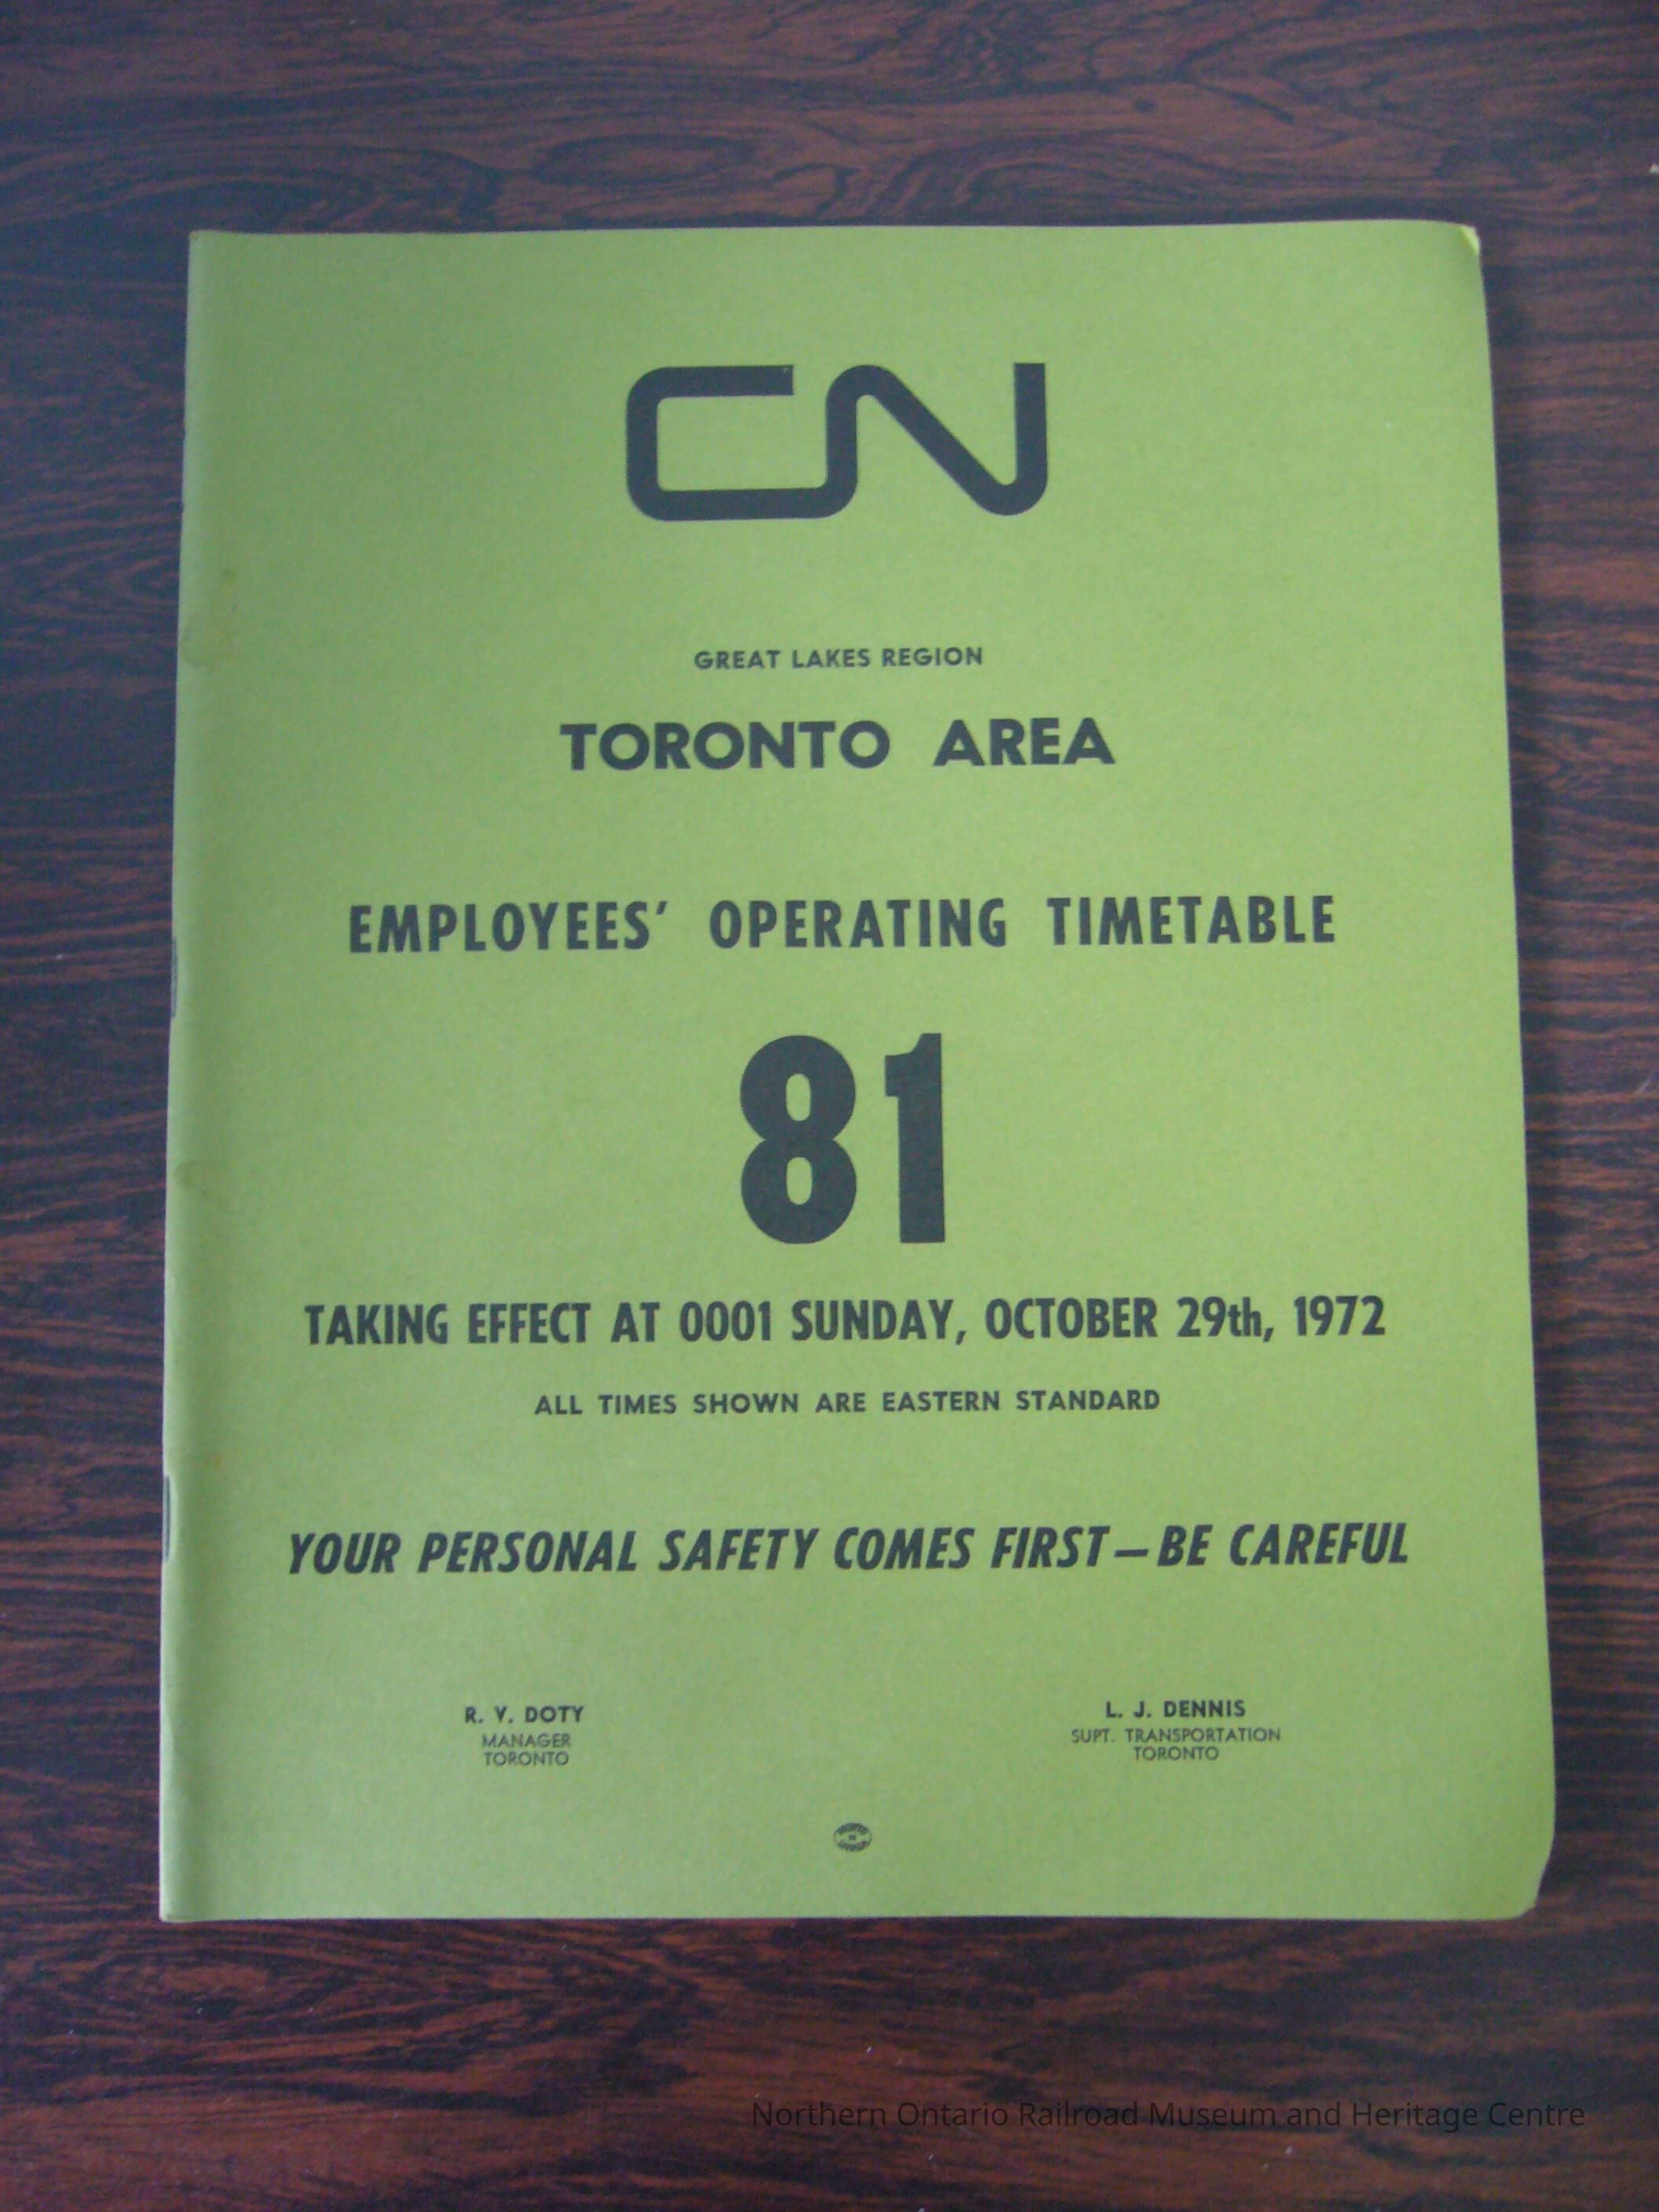 CN
GREAT LAKES REGION
TORONTO AREA
EMPLOYEES' OPERATING TIMETABLE
81
TAKING EFFECT AT 0001 SUNDAY, OCTOBER 29th, 1972
ALL TIMES SHOWN ARE EASTERN STANDARD
YOUR PERSONAL SAFETY COMES FIRST—BE CAREFUL
R. V. DOTY
MANAGER
TORONTO
L. J. DENNIS
SUPT. TRANSPORTATION
TORONTO
Northern Ontario Railroad Museum and Heritage Centre